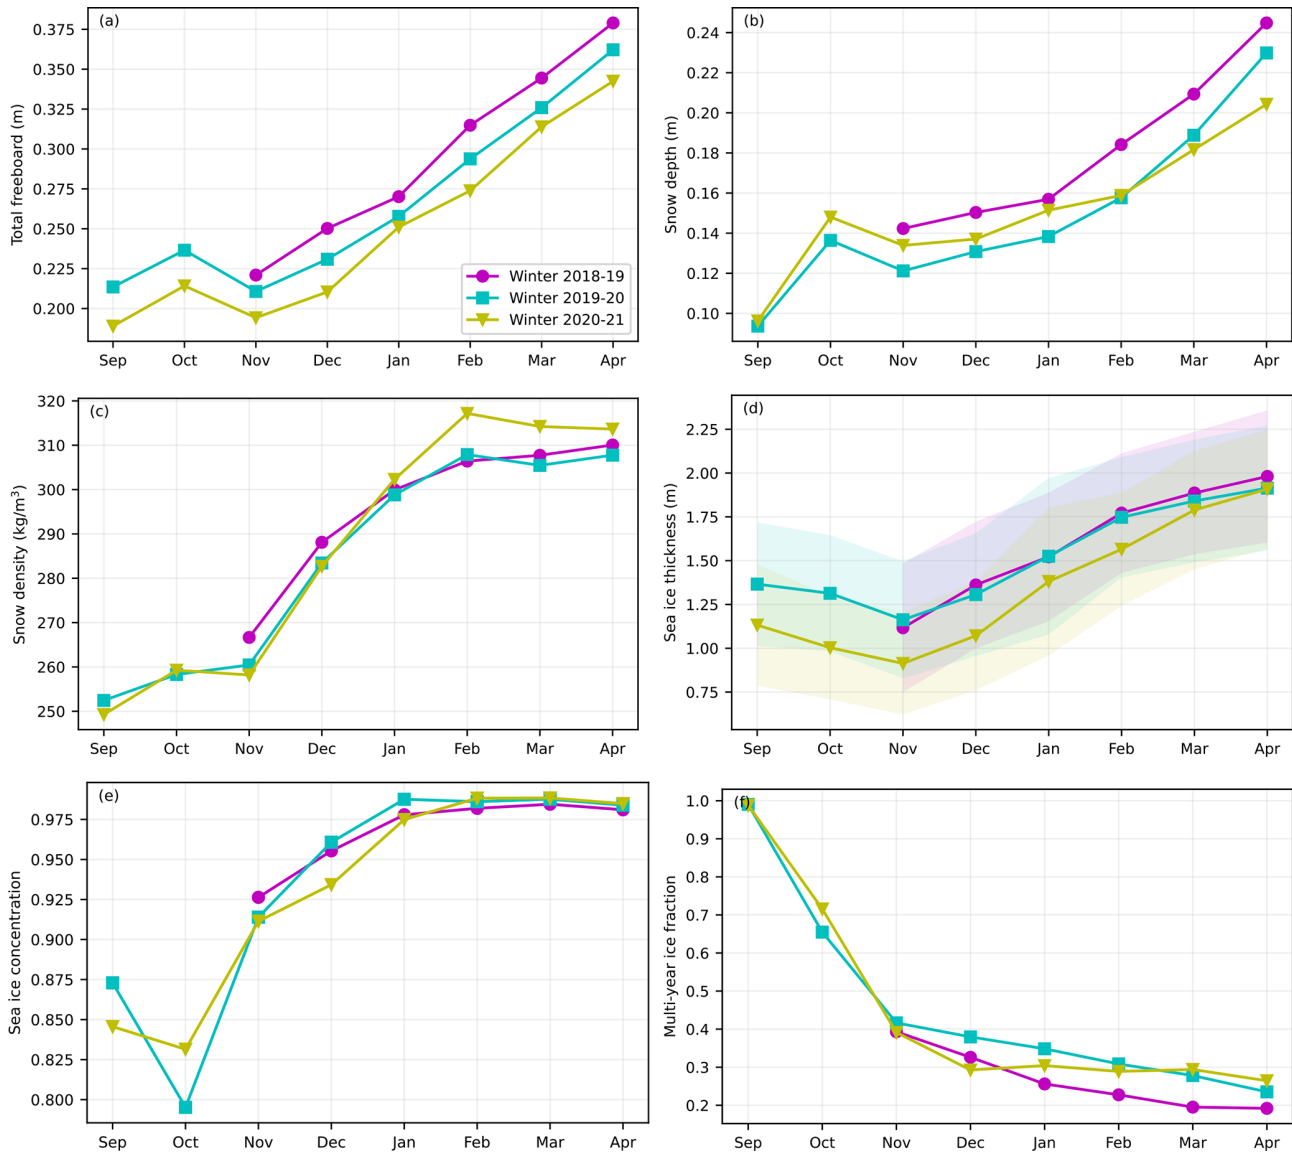 (a)
Total freeboard (m)
0.375
0.350
0.325
0.300
0.275
0.250
0.225
0.200
Winter 2018-19
Winter 2019-20
Winter 2020-21
Sep Oct Nov Dec Jan Feb Mar Apr
(b)
Snow depth (m)
0.24
0.22
0.20
0.18
0.16
0.14
0.12
0.10
Sep Oct Nov Dec Jan Feb Mar Apr
(c)
Snow density (kg/m³)
320
310
300
290
280
270
260
250
Sep Oct Nov Dec Jan Feb Mar Apr
(d)
Sea ice thickness (m)
2.25
2.00
1.75
1.50
1.25
1.00
0.75
Sep Oct Nov Dec Jan Feb Mar Apr
(e)
Sea ice concentration
0.975
0.950
0.925
0.900
0.875
0.850
0.825
0.800
Sep Oct Nov Dec Jan Feb Mar Apr
(f)
Multi-year ice fraction
1.0
0.9
0.8
0.7
0.6
0.5
0.4
0.3
0.2
Sep Oct Nov Dec Jan Feb Mar Apr